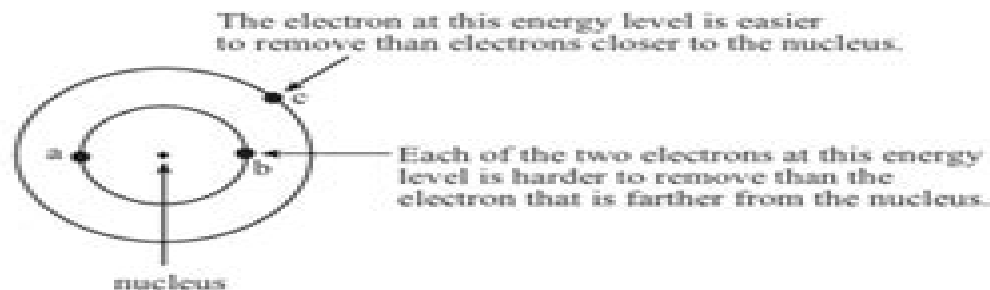 The electron at this energy level is easier
to remove than electrons closer to the nucleus.
c
a
b
Each of the two electrons at this energy
level is harder to remove than the
electron that is farther from the nucleus.
nucleus